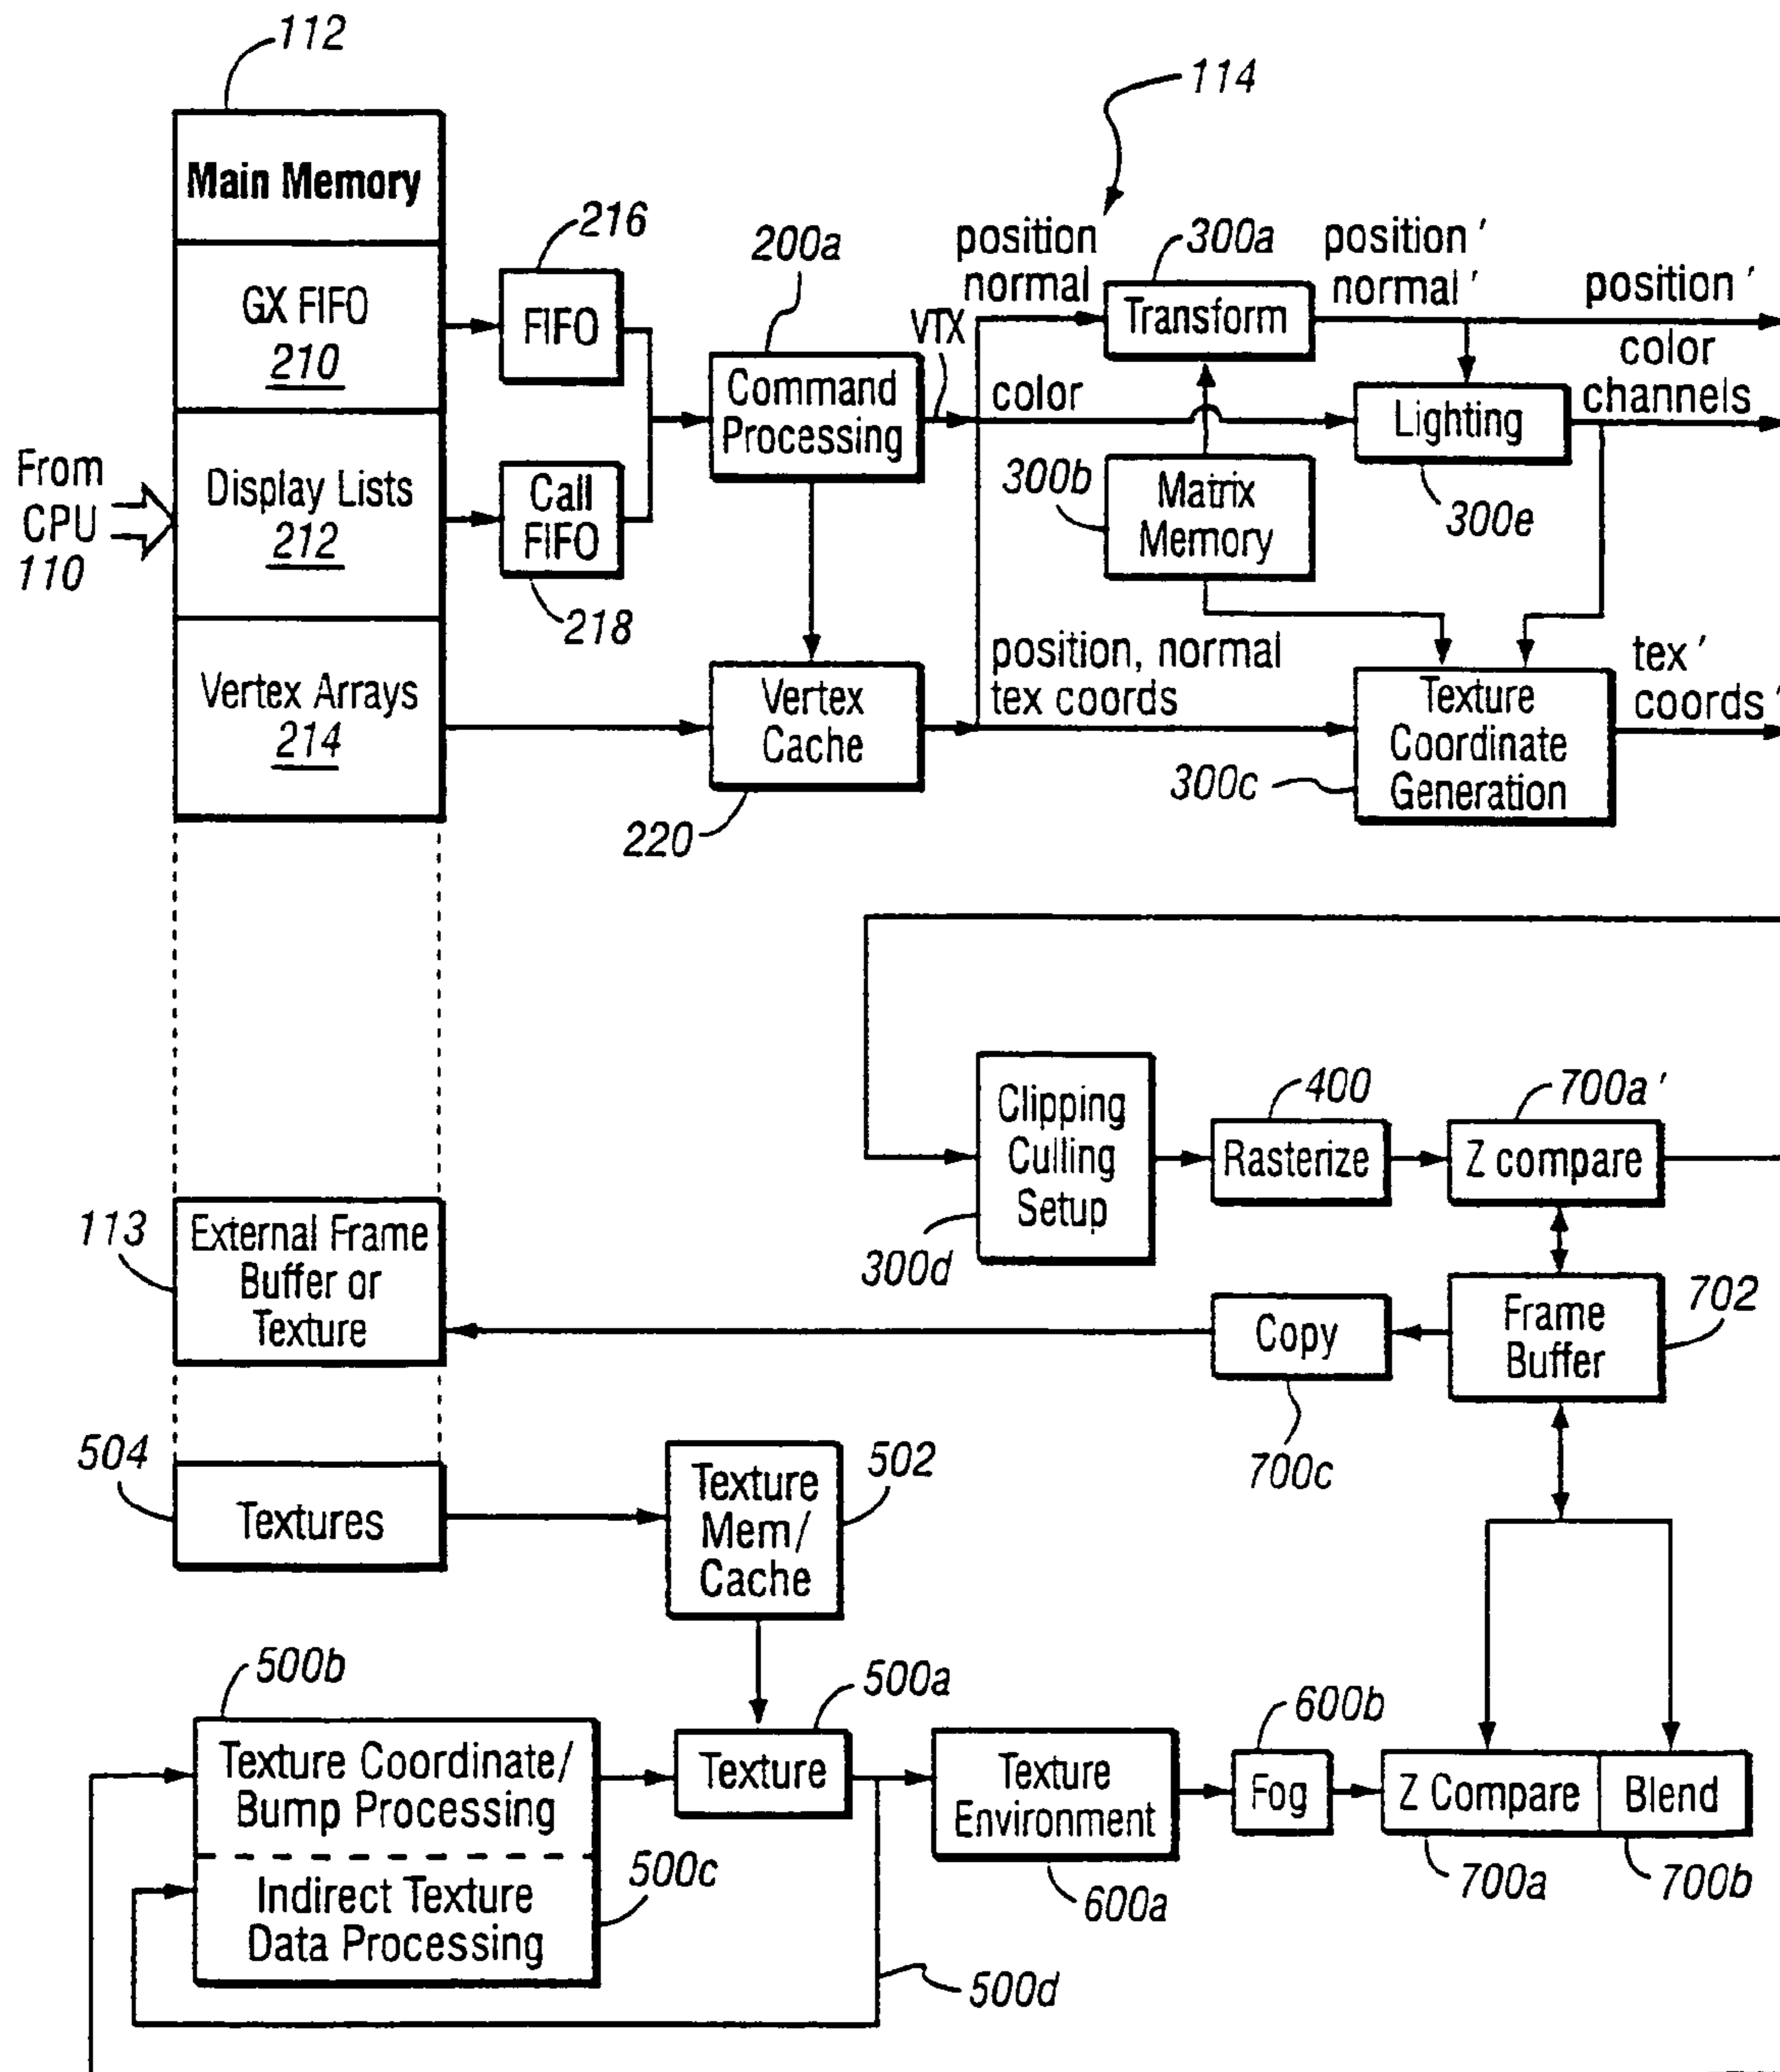 112
114
Main Memory
216
200a
position
normal
300a
position '
normal '
position '
GX FIFO
210
FIFO
VTX
Transform
color
channels
Command
Processing
color
Lighting
From
CPU
110
Display Lists
212
Call
FIFO
218
300b
Matrix
Memory
300e
Vertex Arrays
214
Vertex
Cache
220
position, normal
tex coords
300c
Texture
Coordinate
Generation
tex '
coords '
Clipping
Culling
Setup
300d
400
Rasterize
700a '
Z compare
113
External Frame
Buffer or
Texture
Copy
700c
Frame
Buffer
702
504
Textures
Texture
Mem/
Cache
502
500b
Texture Coordinate/
Bump Processing
500a
Texture
Texture
Environment
600a
600b
Fog
Z Compare
Blend
700a
700b
500c
Indirect Texture
Data Processing
500d